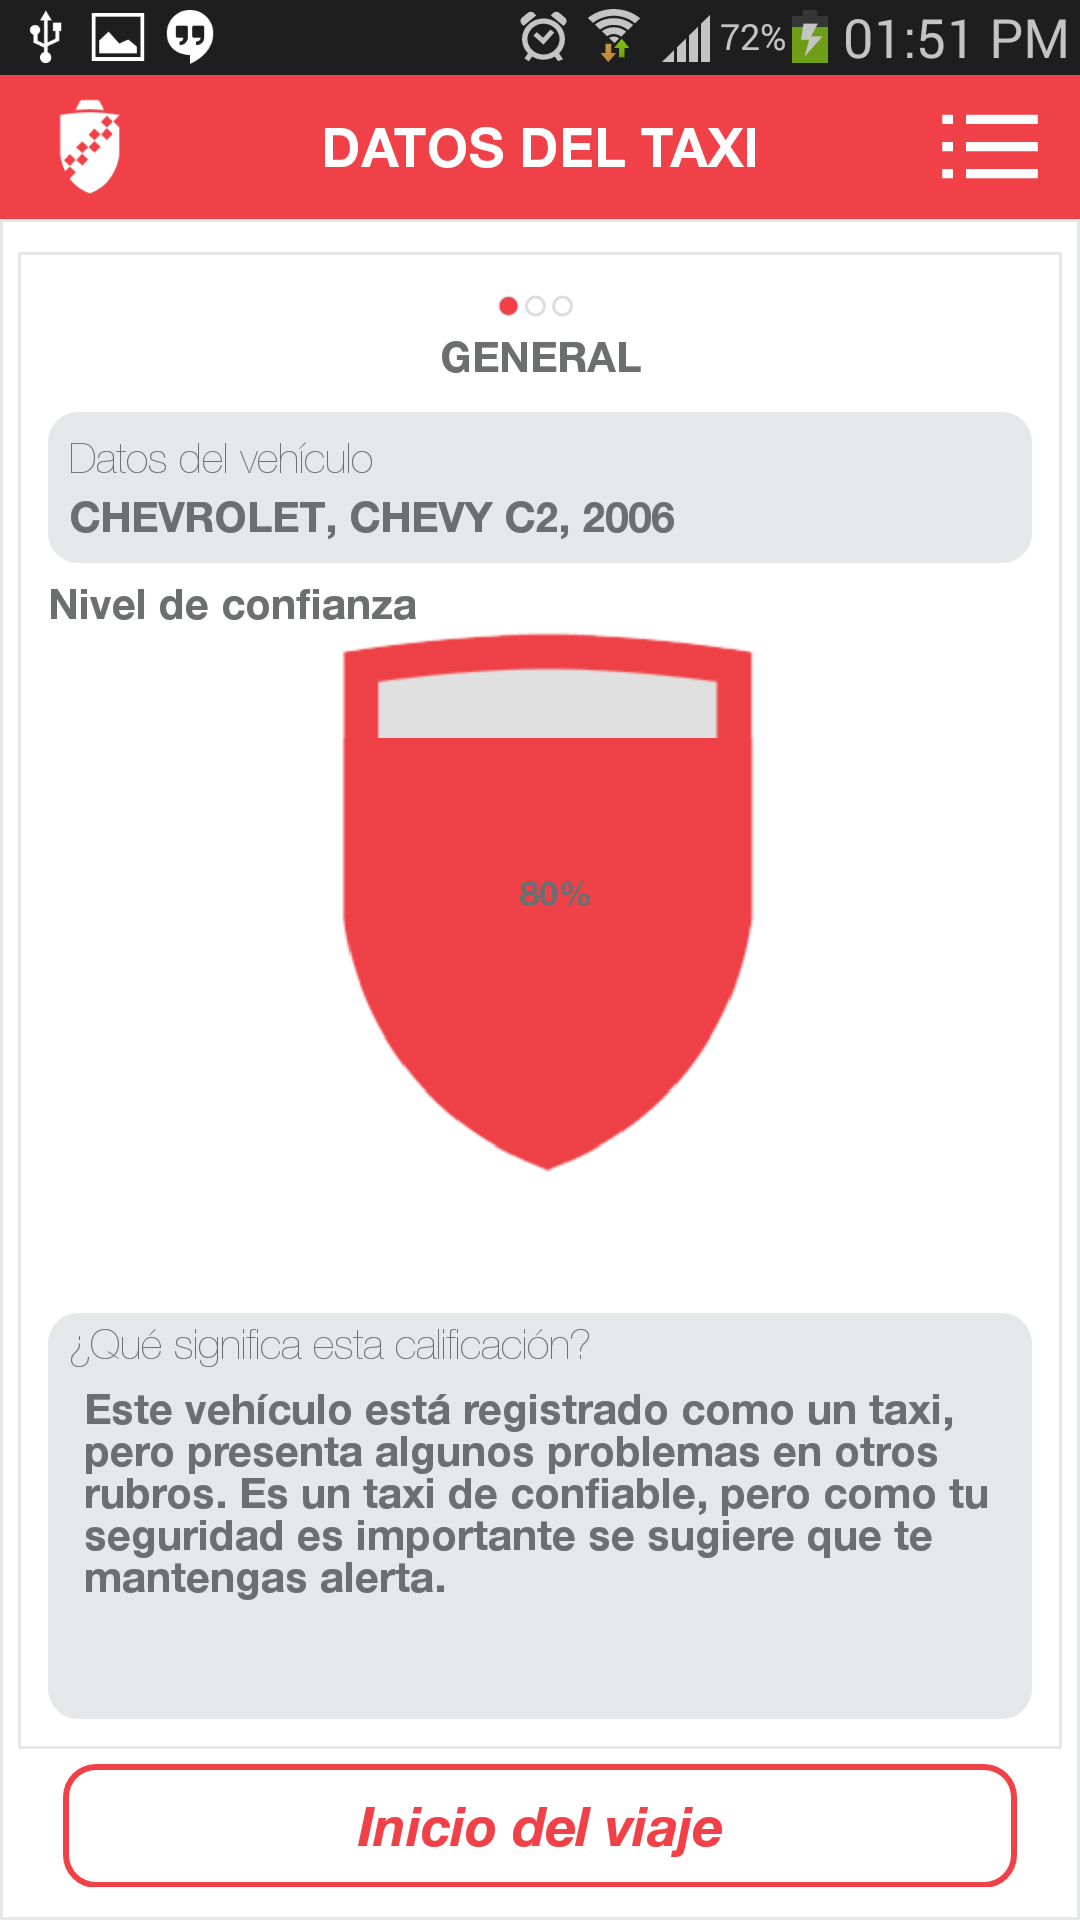 72% 01:51 PM
DATOS DEL TAXI
GENERAL
Datos del vehículo
CHEVROLET, CHEVY C2, 2006
Nivel de confianza
80%
¿Qué significa esta calificación?
Este vehículo está registrado como un taxi,
pero presenta algunos problemas en otros
rubros. Es un taxi de confiable, pero como tu
seguridad es importante se sugiere que te
mantengas alerta.
Inicio del viaje